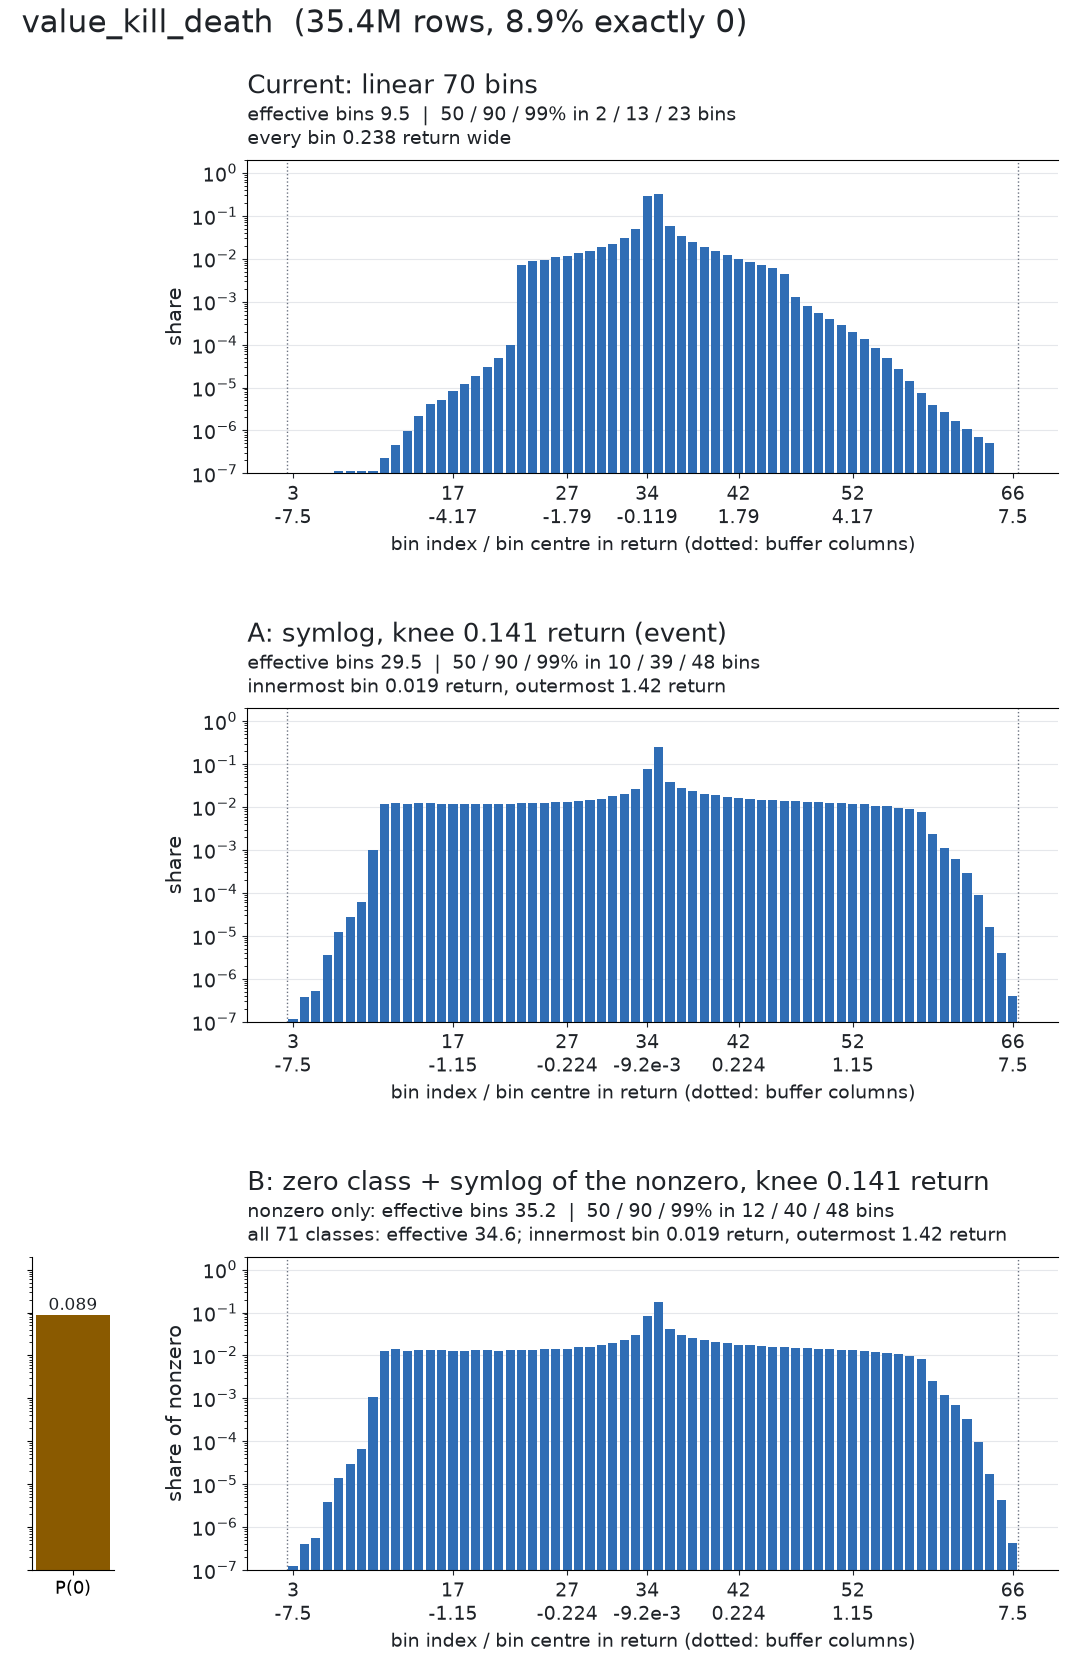 value_kill_death  (35.4M rows, 8.9% exactly 0)
Current: linear 70 bins
effective bins 9.5  |  50 / 90 / 99% in 2 / 13 / 23 bins
every bin 0.238 return wide
10⁰
10⁻¹
10⁻²
10⁻³
10⁻⁴
10⁻⁵
10⁻⁶
10⁻⁷
share
3 17 27 34 42 52 66
-7.5 -4.17 -1.79 -0.119 1.79 4.17 7.5
bin index / bin centre in return (dotted: buffer columns)
A: symlog, knee 0.141 return (event)
effective bins 29.5  |  50 / 90 / 99% in 10 / 39 / 48 bins
innermost bin 0.019 return, outermost 1.42 return
10⁰
10⁻¹
10⁻²
10⁻³
10⁻⁴
10⁻⁵
10⁻⁶
10⁻⁷
share
3 17 27 34 42 52 66
-7.5 -1.15 -0.224 -9.2e-3 0.224 1.15 7.5
bin index / bin centre in return (dotted: buffer columns)
B: zero class + symlog of the nonzero, knee 0.141 return
nonzero only: effective bins 35.2  |  50 / 90 / 99% in 12 / 40 / 48 bins
all 71 classes: effective 34.6; innermost bin 0.019 return, outermost 1.42 return
0.089
P(0)
10⁰
10⁻¹
10⁻²
10⁻³
10⁻⁴
10⁻⁵
10⁻⁶
10⁻⁷
share of nonzero
3 17 27 34 42 52 66
-7.5 -1.15 -0.224 -9.2e-3 0.224 1.15 7.5
bin index / bin centre in return (dotted: buffer columns)